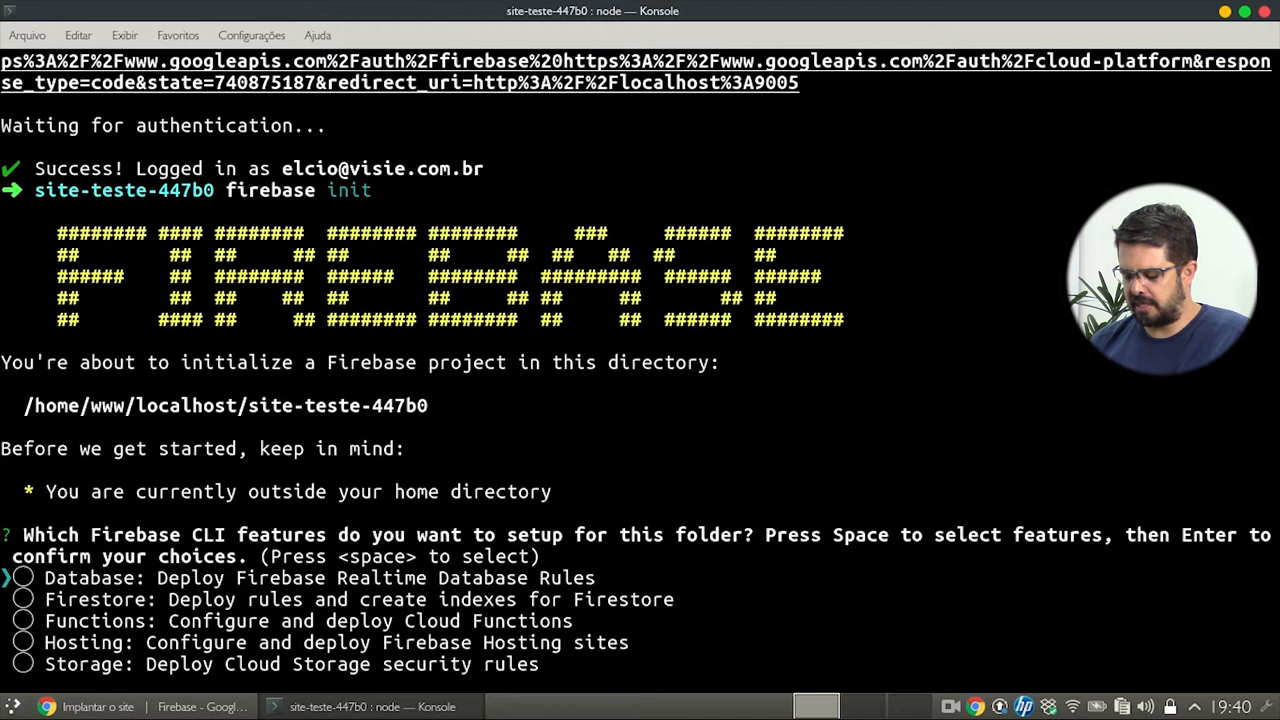 site-teste-447b0 : node — Konsole
Arquivo Editar Exibir Favoritos Configurações Ajuda
ps%3A%2F%2Fwww.googleapis.com%2Fauth%2Ffirebase%20https%3A%2F%2Fwww.googleapis.com%2Fauth%2Fcloud-platform&respon
se_type=code&state=740875187&redirect_uri=http%3A%2F%2Flocalhost%3A9005
Waiting for authentication...
✔ Success! Logged in as elcio@visie.com.br
➜ site-teste-447b0 firebase init
FIREBASE
You're about to initialize a Firebase project in this directory:
/home/www/localhost/site-teste-447b0
Before we get started, keep in mind:
* You are currently outside your home directory
? Which Firebase CLI features do you want to setup for this folder? Press Space to select features, then Enter to
confirm your choices. (Press <space> to select)
❯◯ Database: Deploy Firebase Realtime Database Rules
◯ Firestore: Deploy rules and create indexes for Firestore
◯ Functions: Configure and deploy Cloud Functions
◯ Hosting: Configure and deploy Firebase Hosting sites
◯ Storage: Deploy Cloud Storage security rules
Implantar o site | Firebase - Googl... site-teste-447b0 : node — Konsole 19:40